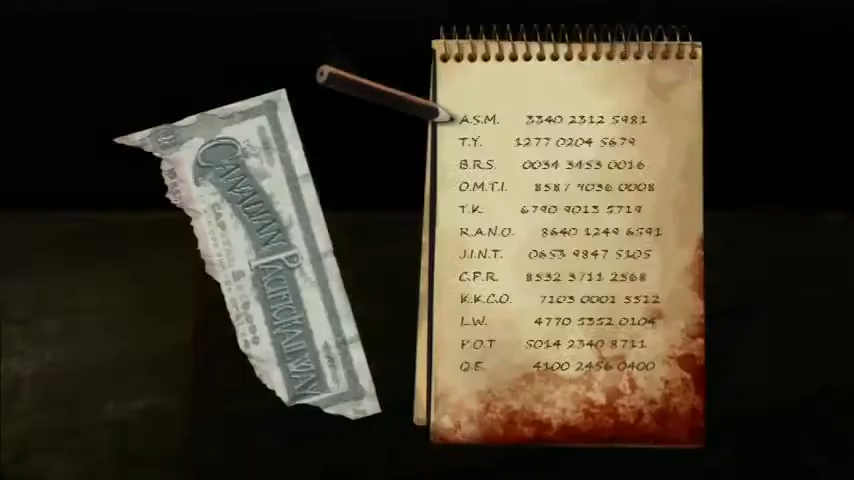 CANADIAN PACIFIC RAILWAY
A.S.M. 3340 2312 5981
T.Y. 1277 0204 5679
B.R.S. 0034 3453 0016
O.M.T.I. 8587 9036 0008
T.K. 6790 9013 5719
R.A.N.O. 8640 1249 6591
J.I.N.T. 0653 9847 5105
C.P.R. 8532 3711 2568
K.K.C.O. 7103 0001 5512
L.W. 4770 5352 0104
P.O.T 5014 2340 8711
Q.E. 4100 2456 0400